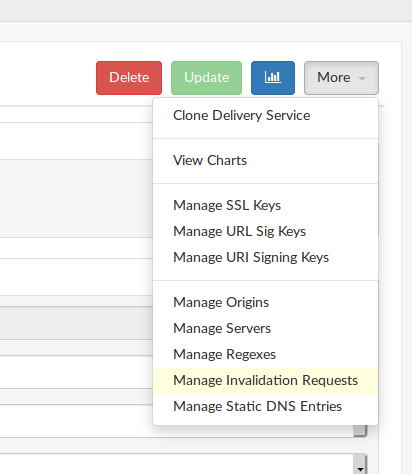 Delete Update More
Clone Delivery Service
View Charts
Manage SSL Keys
Manage URL Sig Keys
Manage URI Signing Keys
Manage Origins
Manage Servers
Manage Regexes
Manage Invalidation Requests
Manage Static DNS Entries